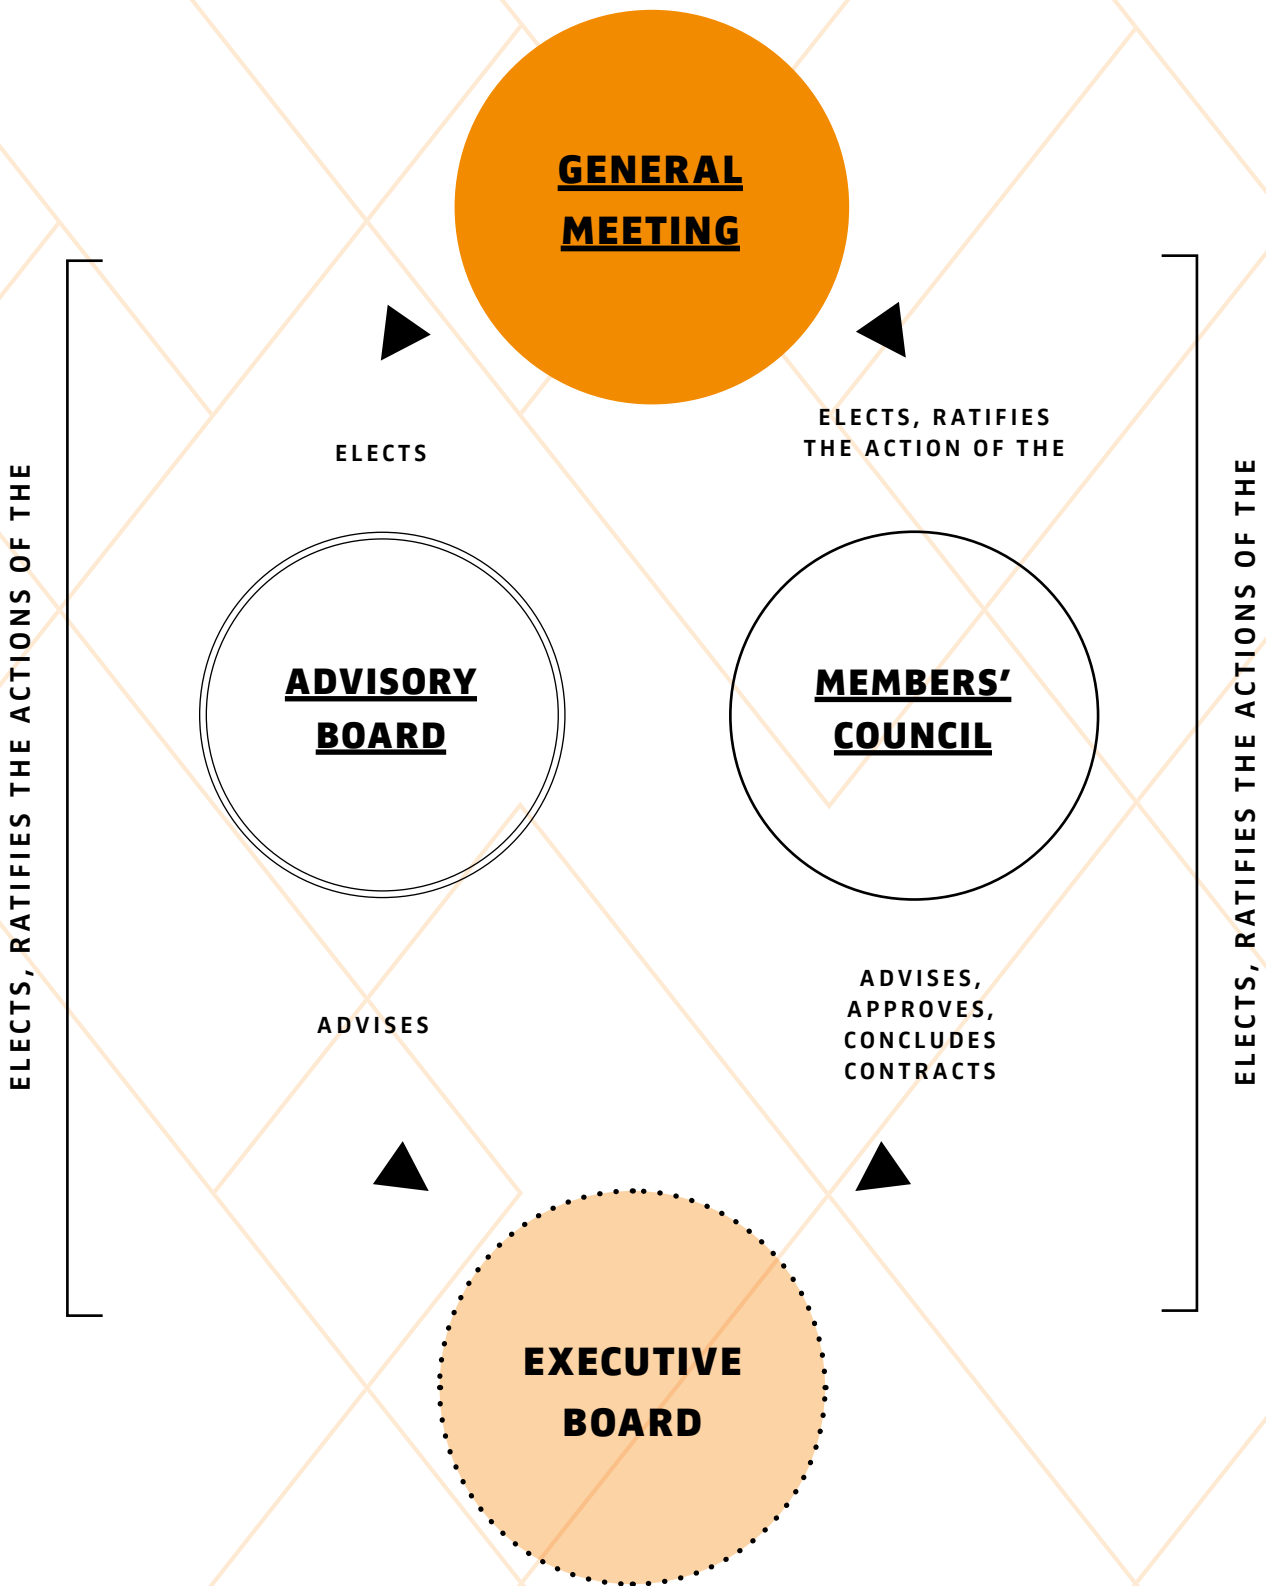 GENERAL
MEETING
ELECTS
ELECTS, RATIFIES
THE ACTION OF THE
ELECTS, RATIFIES THE ACTIONS OF THE
ELECTS, RATIFIES THE ACTIONS OF THE
ADVISORY
BOARD
MEMBERS’
COUNCIL
ADVISES
ADVISES,
APPROVES,
CONCLUDES
CONTRACTS
EXECUTIVE
BOARD